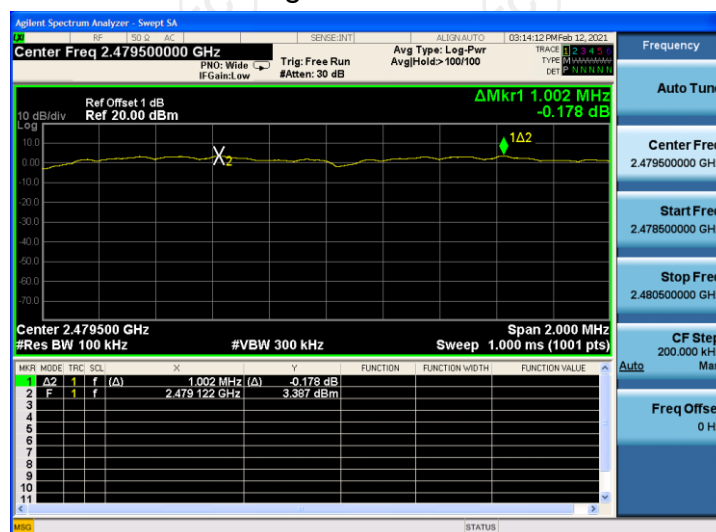 Agilent Spectrum Analyzer - Swept SA
LXI RF 50 Ω AC SENSE:INT ALIGNAUTO 03:14:12 PM Feb 12, 2021
Center Freq 2.479500000 GHz
PNO: Wide
IFGain:Low
Trig: Free Run
#Atten: 30 dB
Avg Type: Log-Pwr
Avg|Hold:>100/100
TRACE 1 2 3 4 5 6
TYPE M
DET P N N N N N
Ref Offset 1 dB
10 dB/div Ref 20.00 dBm
Log
ΔMkr1 1.002 MHz
-0.178 dB
10.0
0.00
-10.0
-20.0
-30.0
-40.0
-50.0
-60.0
-70.0
X2
1Δ2
Center 2.479500 GHz Span 2.000 MHz
#Res BW 100 kHz #VBW 300 kHz Sweep 1.000 ms (1001 pts)
MKR MODE TRC SCL X Y FUNCTION FUNCTION WIDTH FUNCTION VALUE
1 Δ2 1 f (Δ) 1.002 MHz (Δ) -0.178 dB
2 F 1 f 2.479 122 GHz 3.387 dBm
3
4
5
6
7
8
9
10
11
MSG STATUS
Frequency
Auto Tun
Center Fre
2.479500000 GH
Start Fre
2.478500000 GH
Stop Fre
2.480500000 GH
CF Step
200.000 kH
Auto Ma
Freq Offse
0 H